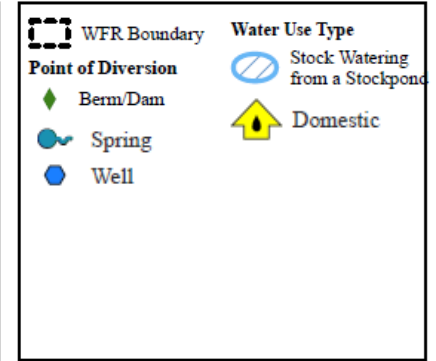 WFR Boundary
Point of Diversion
Berm/Dam
Spring
Well
Water Use Type
Stock Watering
from a Stockpond
Domestic